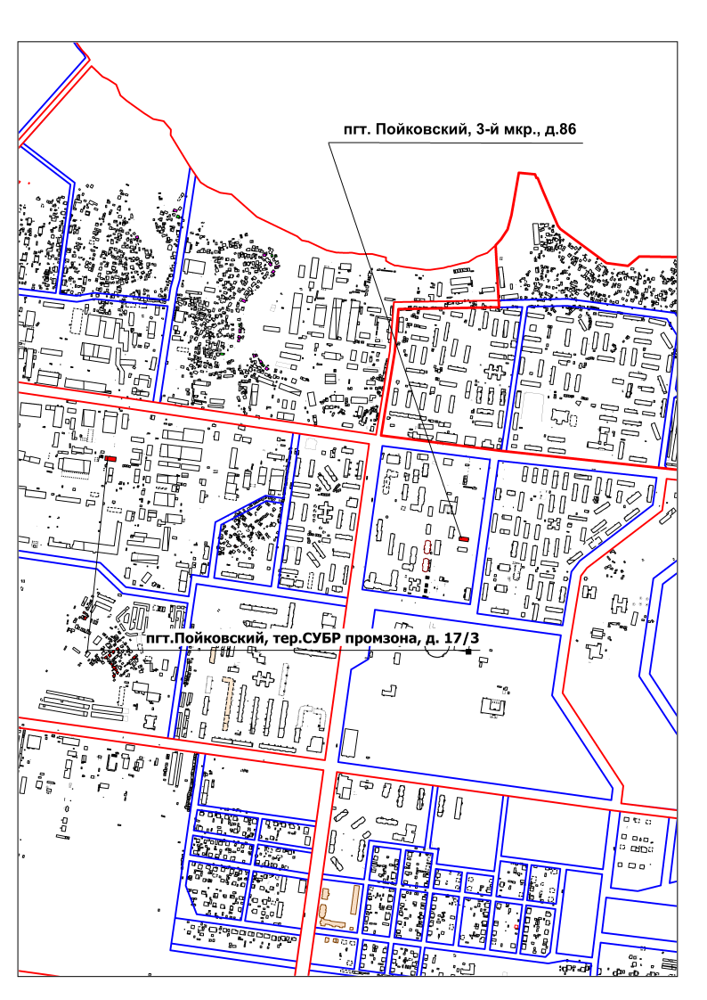 пгт. Пойковский, 3-й мкр., д.86
пгт.Пойковский, тер.СУБР промзона, д. 17/3